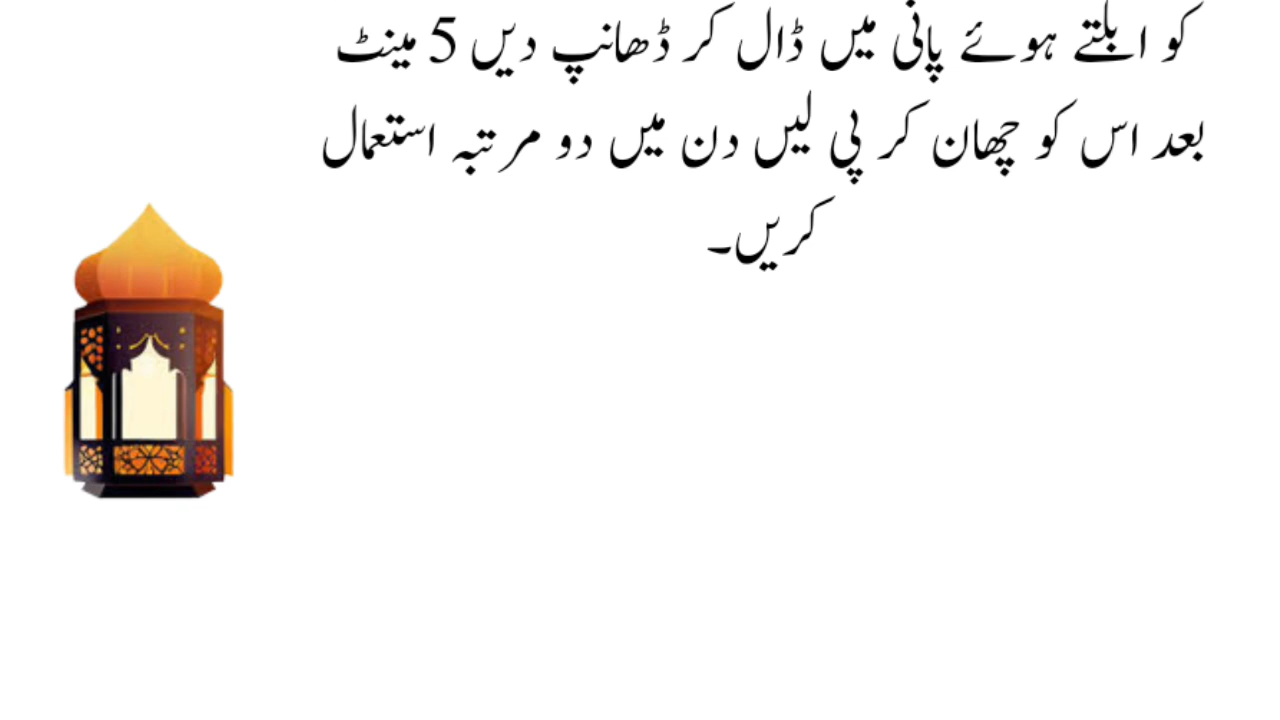 کو ابلتے ہوئے پانی میں ڈال کر ڈھانپ دیں 5 مینٹ
بعد اس کو چھان کر پی لیں دن میں دو مرتبہ استعمال
کریں۔